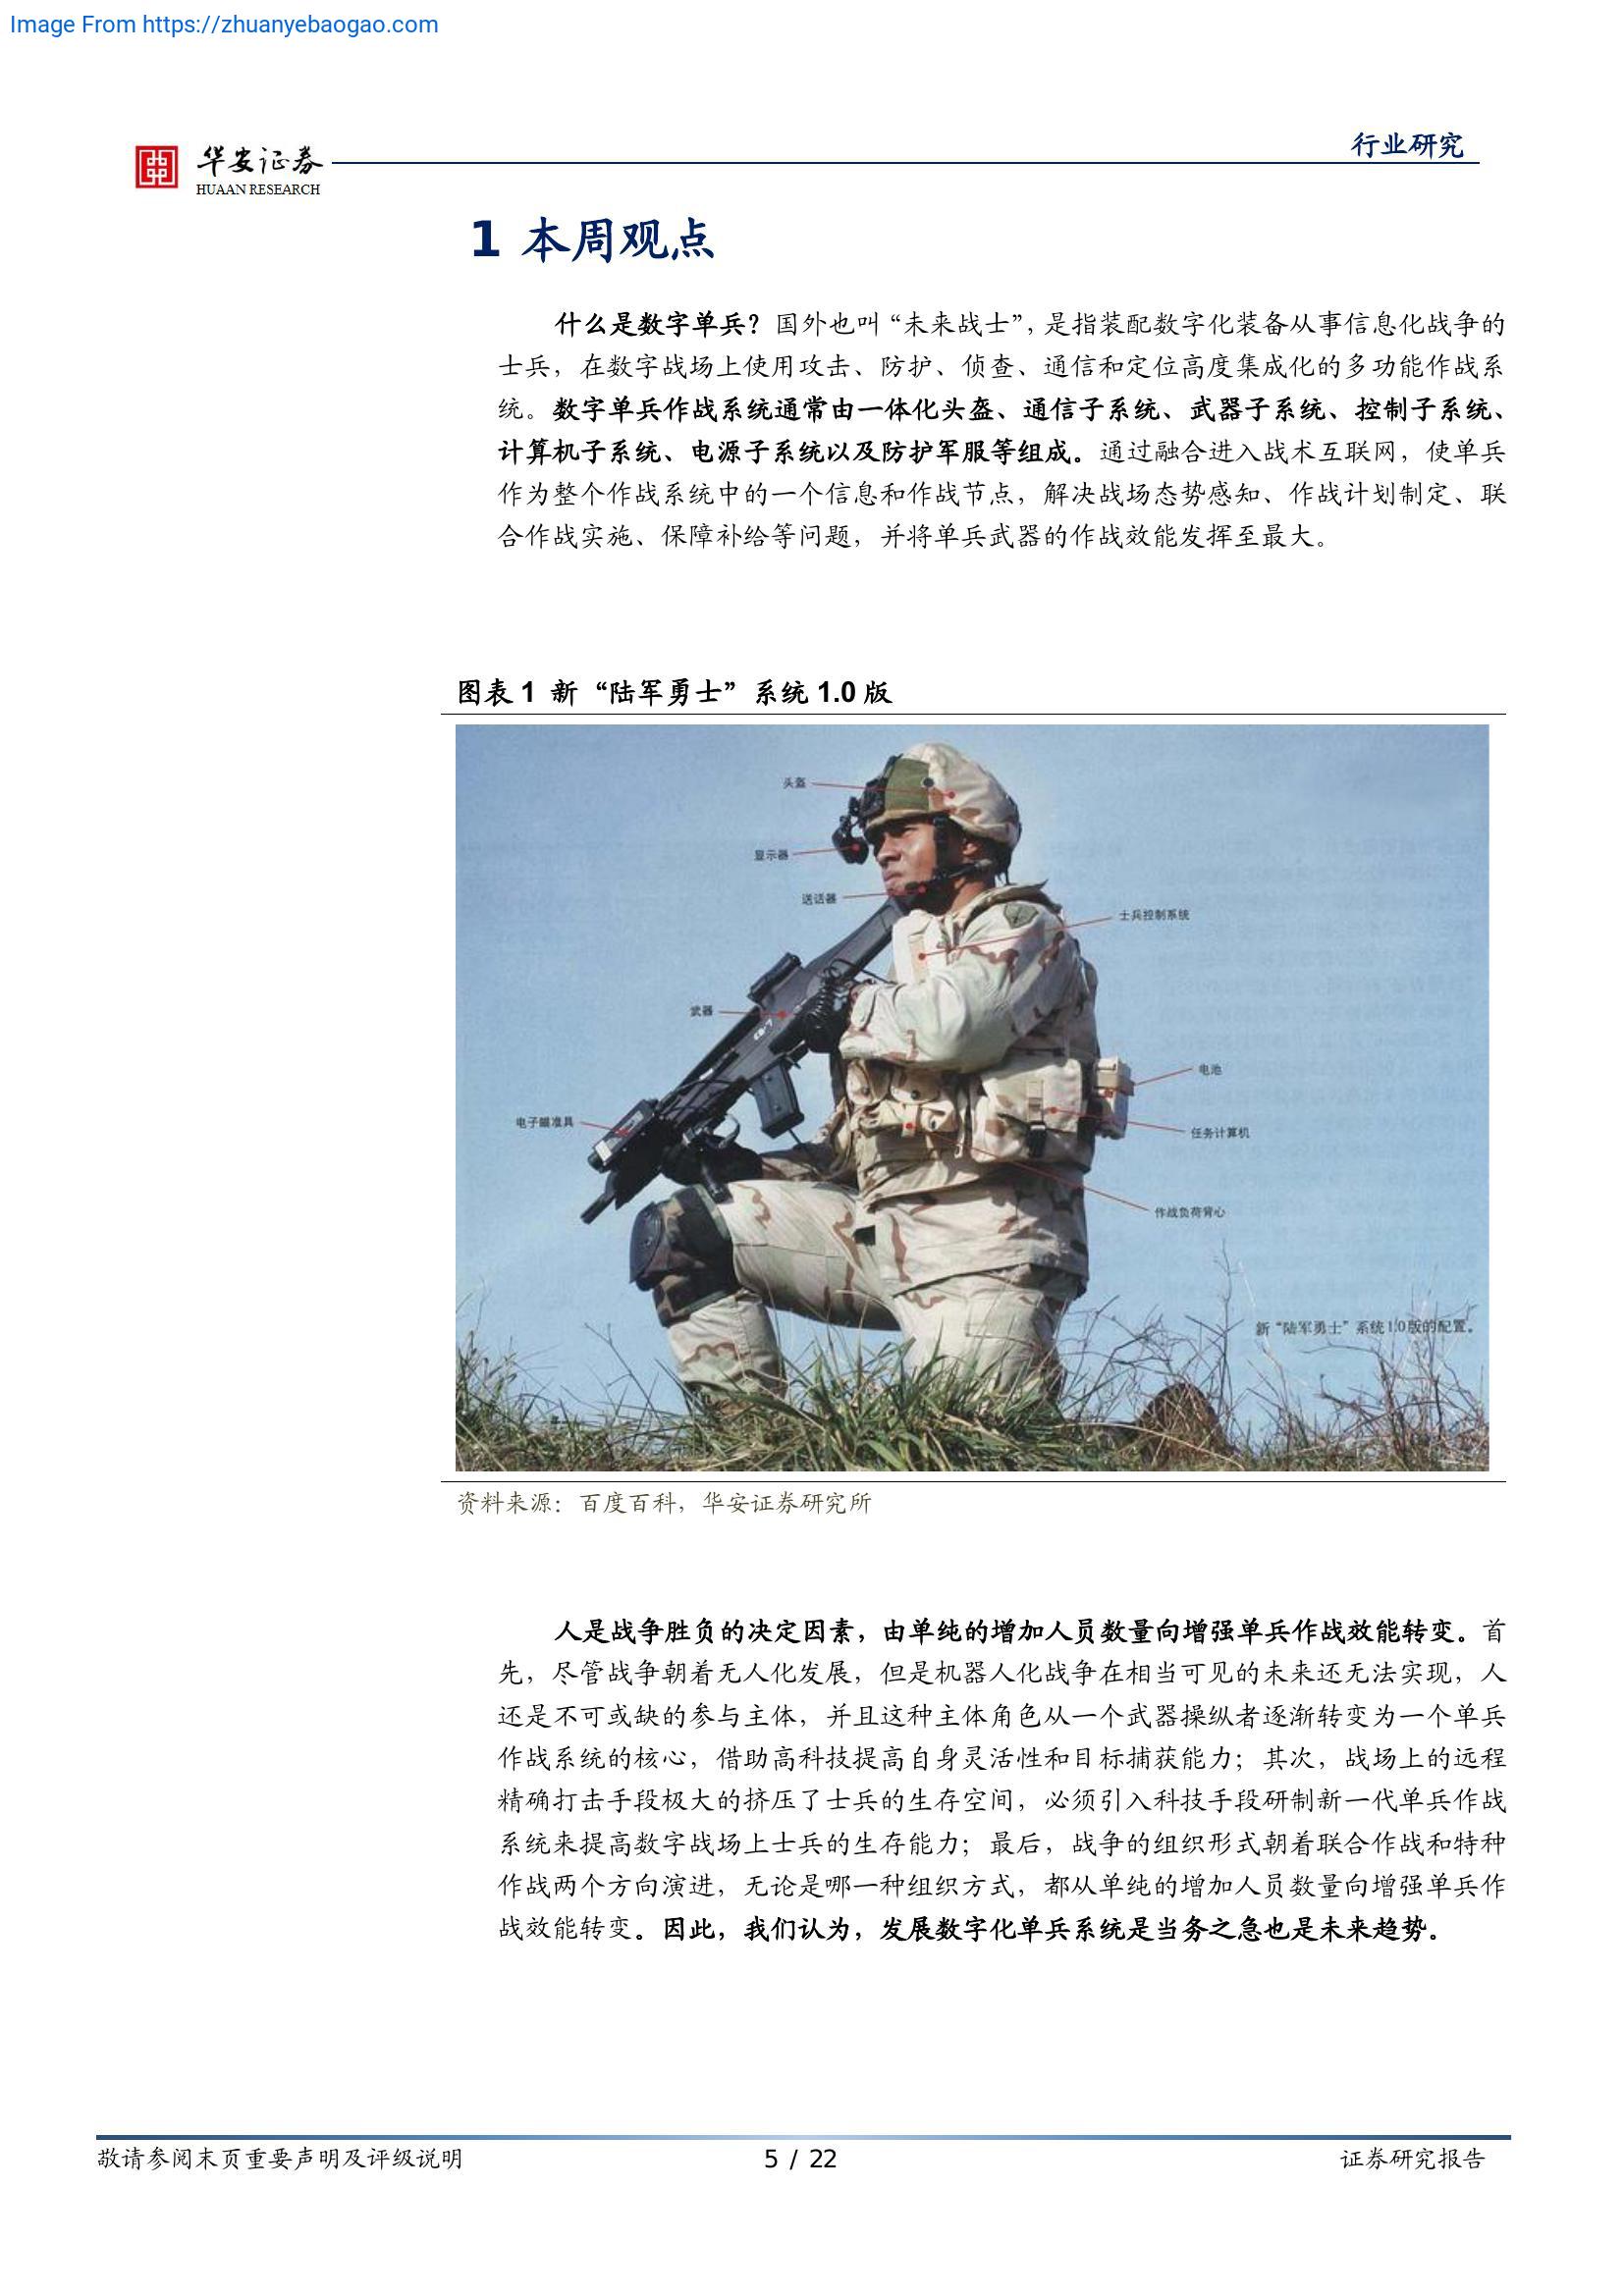 Image From https://zhuanyebaogao.com
华安证券
HUAAN RESEARCH
行业研究
1 本周观点
什么是数字单兵？国外也叫“未来战士”，是指装配数字化装备从事信息化战争的
士兵，在数字战场上使用攻击、防护、侦查、通信和定位高度集成化的多功能作战系
统。数字单兵作战系统通常由一体化头盔、通信子系统、武器子系统、控制子系统、
计算机子系统、电源子系统以及防护军服等组成。通过融合进入战术互联网，使单兵
作为整个作战系统中的一个信息和作战节点，解决战场态势感知、作战计划制定、联
合作战实施、保障补给等问题，并将单兵武器的作战效能发挥至最大。
图表 1 新“陆军勇士”系统 1.0 版
头盔
显示器
送话器
士兵控制系统
武器
电池
电子瞄准具
任务计算机
作战负荷背心
新“陆军勇士”系统1.0版的配置。
资料来源：百度百科，华安证券研究所
人是战争胜负的决定因素，由单纯的增加人员数量向增强单兵作战效能转变。首
先，尽管战争朝着无人化发展，但是机器人化战争在相当可见的未来还无法实现，人
还是不可或缺的参与主体，并且这种主体角色从一个武器操纵者逐渐转变为一个单兵
作战系统的核心，借助高科技提高自身灵活性和目标捕获能力；其次，战场上的远程
精确打击手段极大的挤压了士兵的生存空间，必须引入科技手段研制新一代单兵作战
系统来提高数字战场上士兵的生存能力；最后，战争的组织形式朝着联合作战和特种
作战两个方向演进，无论是哪一种组织方式，都从单纯的增加人员数量向增强单兵作
战效能转变。因此，我们认为，发展数字化单兵系统是当务之急也是未来趋势。
敬请参阅末页重要声明及评级说明
5 / 22
证券研究报告